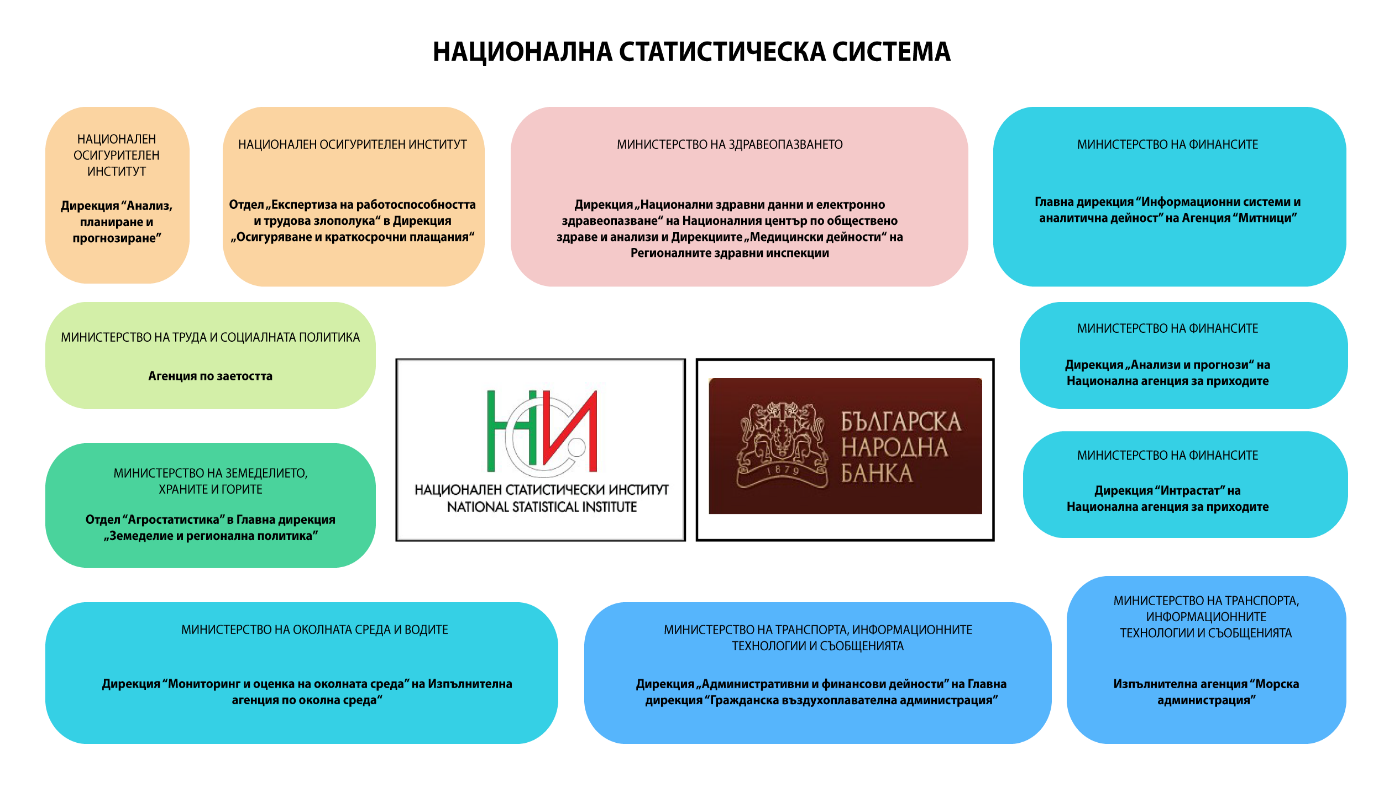 НАЦИОНАЛНА СТАТИСТИЧЕСКА СИСТЕМА
НАЦИОНАЛЕН
ОСИГУРИТЕЛЕН
ИНСТИТУТ
Дирекция “Анализ,
планиране и
прогнозиране”
НАЦИОНАЛЕН ОСИГУРИТЕЛЕН ИНСТИТУТ
Отдел „Експертиза на работоспособността
и трудова злополука“ в Дирекция
„Осигуряване и краткосрочни плащания“
МИНИСТЕРСТВО НА ЗДРАВЕОПАЗВАНЕТО
Дирекция „Национални здравни данни и електронно
здравеопазване“ на Националния център по обществено
здраве и анализи и Дирекциите „Медицински дейности“ на
Регионалните здравни инспекции
МИНИСТЕРСТВО НА ФИНАНСИТЕ
Главна дирекция “Информационни системи и
аналитична дейност” на Агенция “Митници”
МИНИСТЕРСТВО НА ТРУДА И СОЦИАЛНАТА ПОЛИТИКА
Агенция по заетостта
МИНИСТЕРСТВО НА ФИНАНСИТЕ
Дирекция „Анализи и прогнози“ на
Национална агенция за приходите
МИНИСТЕРСТВО НА ЗЕМЕДЕЛИЕТО,
ХРАНИТЕ И ГОРИТЕ
Отдел “Агростатистика” в Главна дирекция
„Земеделие и регионална политика”
НСИ
НАЦИОНАЛЕН СТАТИСТИЧЕСКИ ИНСТИТУТ
NATIONAL STATISTICAL INSTITUTE
1879
БЪЛГАРСКА
НАРОДНА
БАНКА
МИНИСТЕРСТВО НА ФИНАНСИТЕ
Дирекция “Интрастат” на
Национална агенция за приходите
МИНИСТЕРСТВО НА ОКОЛНАТА СРЕДА И ВОДИТЕ
Дирекция “Мониторинг и оценка на околната среда” на Изпълнителна
агенция по околна среда“
МИНИСТЕРСТВО НА ТРАНСПОРТА, ИНФОРМАЦИОННИТЕ
ТЕХНОЛОГИИ И СЪОБЩЕНИЯТА
Дирекция „Административни и финансови дейности” на Главна
дирекция “Гражданска въздухоплавателна администрация”
МИНИСТЕРСТВО НА ТРАНСПОРТА,
ИНФОРМАЦИОННИТЕ
ТЕХНОЛОГИИ И СЪОБЩЕНИЯТА
Изпълнителна агенция “Морска
администрация”